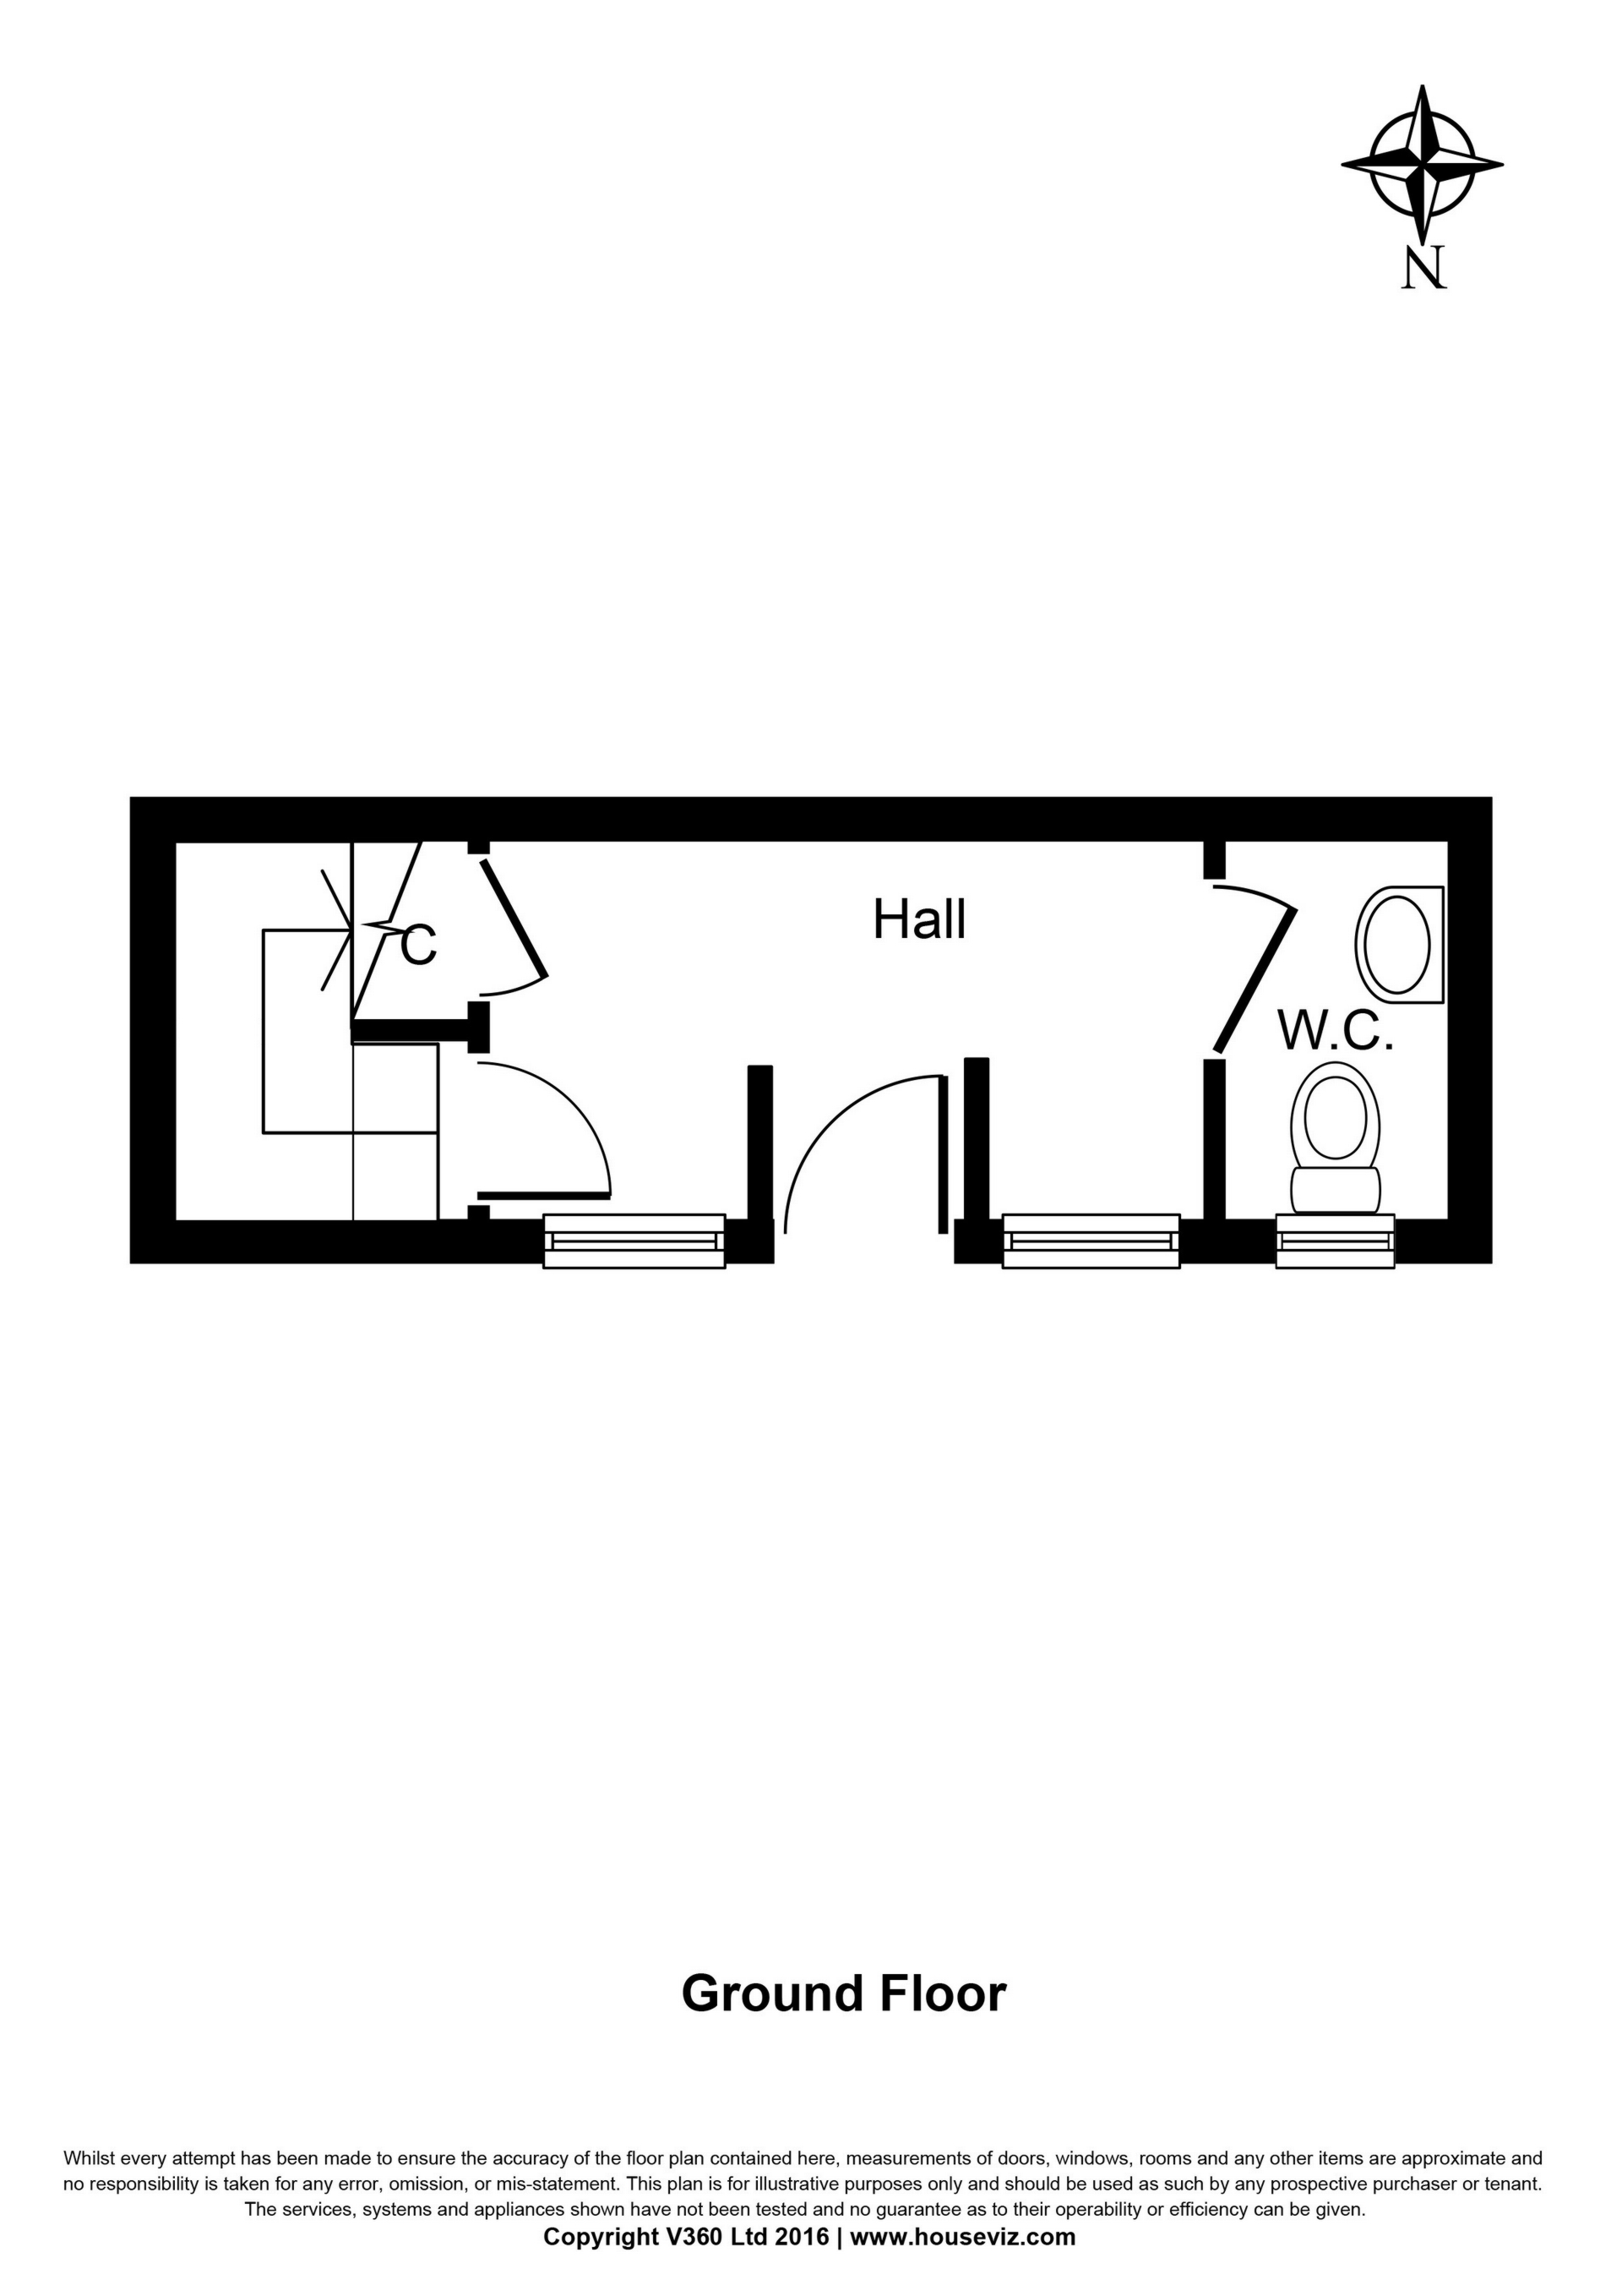 N
Hall
C
W.C.
Ground Floor
Whilst every attempt has been made to ensure the accuracy of the floor plan contained here, measurements of doors, windows, rooms and any other items are approximate and
no responsibility is taken for any error, omission, or mis-statement. This plan is for illustrative purposes only and should be used as such by any prospective purchaser or tenant.
The services, systems and appliances shown have not been tested and no guarantee as to their operability or efficiency can be given.
Copyright V360 Ltd 2016 | www.houseviz.com